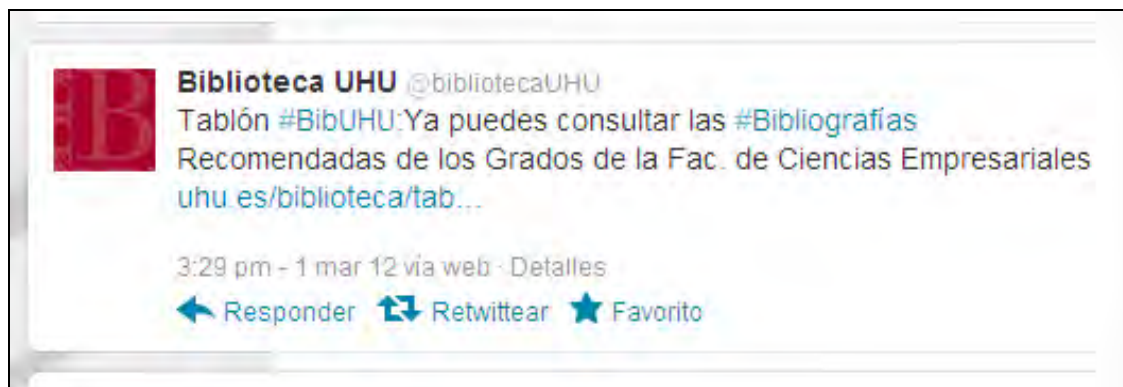 Biblioteca UHU @bibliotecaUHU
Tablón #BibUHU:Ya puedes consultar las #Bibliografías
Recomendadas de los Grados de la Fac. de Ciencias Empresariales
uhu.es/biblioteca/tab...
3:29 pm - 1 mar 12 vía web · Detalles
Responder Retwittear Favorito